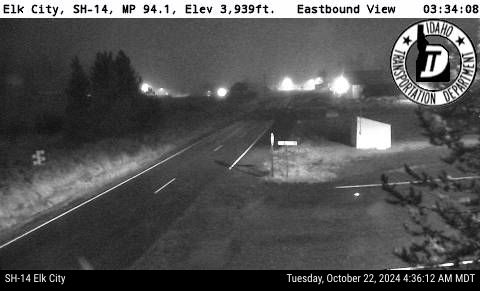 Elk City, SH-14, MP 94.1, Elev 3,939ft. Eastbound View 03:34:08
IDAHO
TRANSPORTATION DEPARTMENT
SH-14 Elk City Tuesday, October 22, 2024 4:36:12 AM MDT